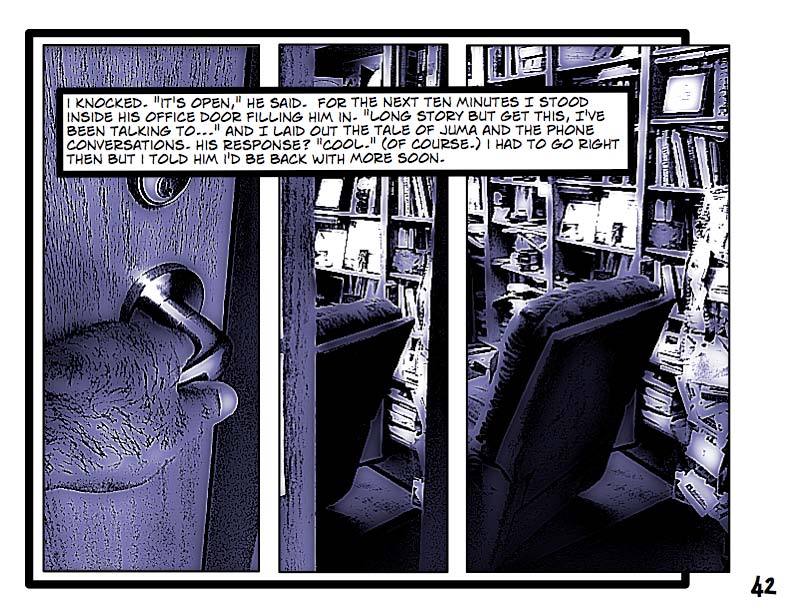 I KNOCKED. "IT'S OPEN," HE SAID. FOR THE NEXT TEN MINUTES I STOOD
INSIDE HIS OFFICE DOOR FILLING HIM IN. "LONG STORY BUT GET THIS, I'VE
BEEN TALKING TO..." AND I LAID OUT THE TALE OF JUMA AND THE PHONE
CONVERSATIONS. HIS RESPONSE? "COOL." (OF COURSE.) I HAD TO GO RIGHT
THEN BUT I TOLD HIM I'D BE BACK WITH MORE SOON.
42